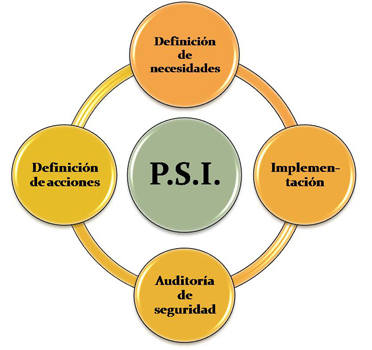 Definición
de
necesidades
Definición
de acciones
P.S.I.
Implemen-
tación
Auditoría
de
seguridad